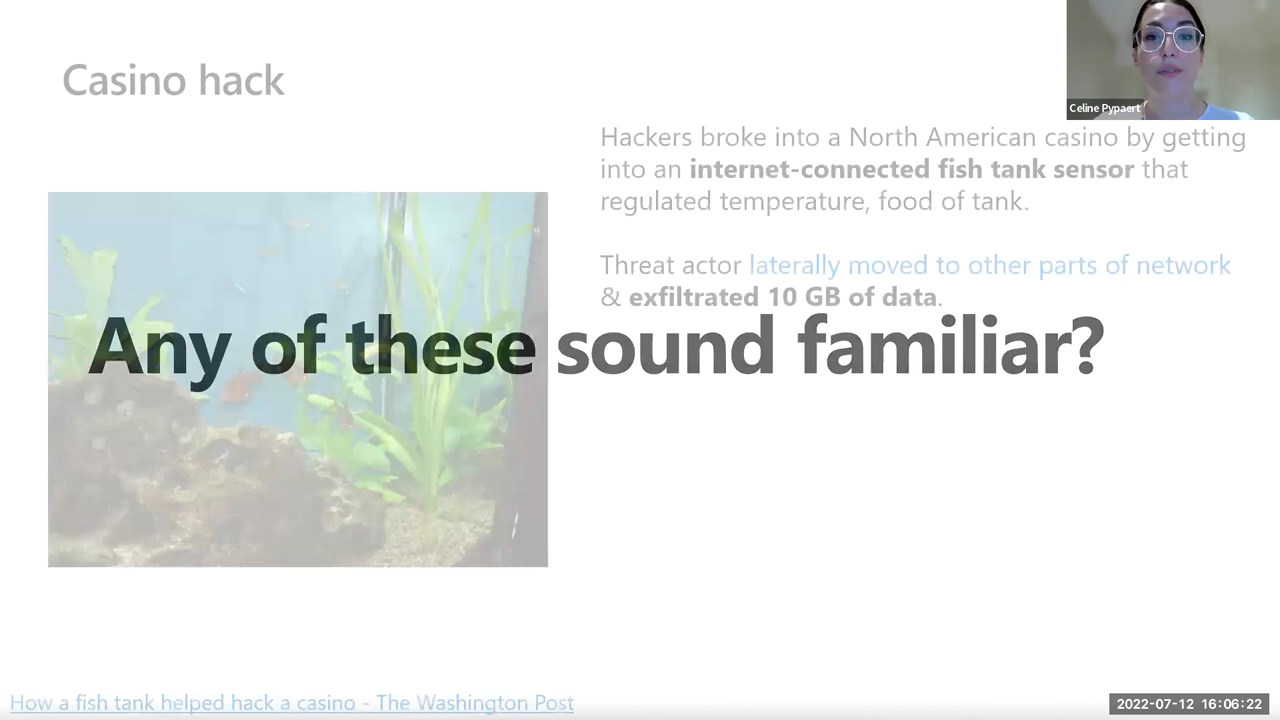 Casino hack
Celine Pypaert
Hackers broke into a North American casino by getting
into an internet-connected fish tank sensor that
regulated temperature, food of tank.
Threat actor laterally moved to other parts of network
& exfiltrated 10 GB of data.
Any of these sound familiar?
How a fish tank helped hack a casino - The Washington Post
2022-07-12 16:06:22